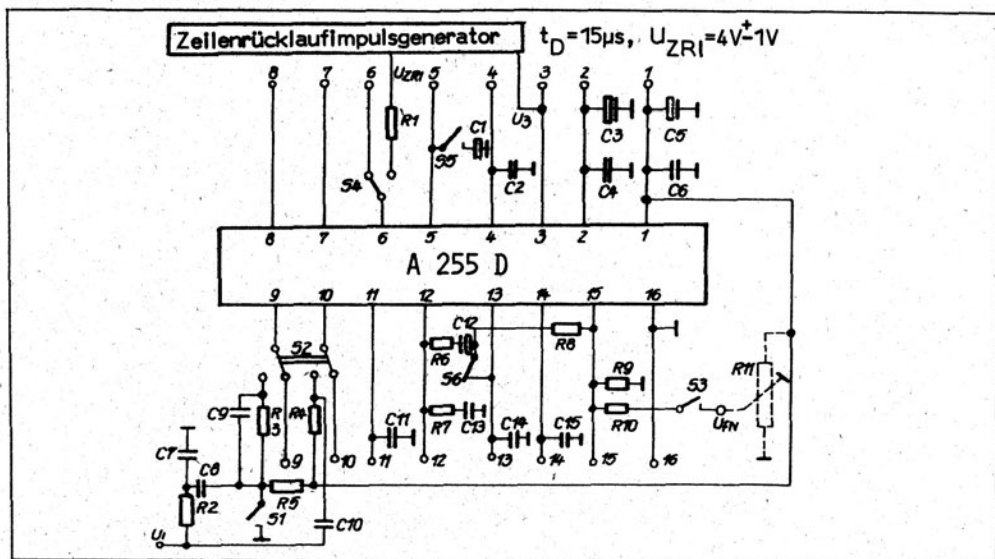 Zeilenrücklaufimpulsgenerator
t_D=15µs, U_ZRI=4V±1V
8 7 6 U_ZRI 5 4 3 2 1
R1 S5 C1 U3 C3 C5
S4 C2 C4 C6
8 7 6 5 4 3 2 1
A 255 D
9 10 11 12 13 14 15 16
S2 R6 C12 R8 R9 R11
S6 S3
C9 R3 R4 C11 R7 C13 C14 C15 R10 U_FN
C7 9 10 11 12 13 14 15 16
C8 R5
R2 S1 C10
U_I